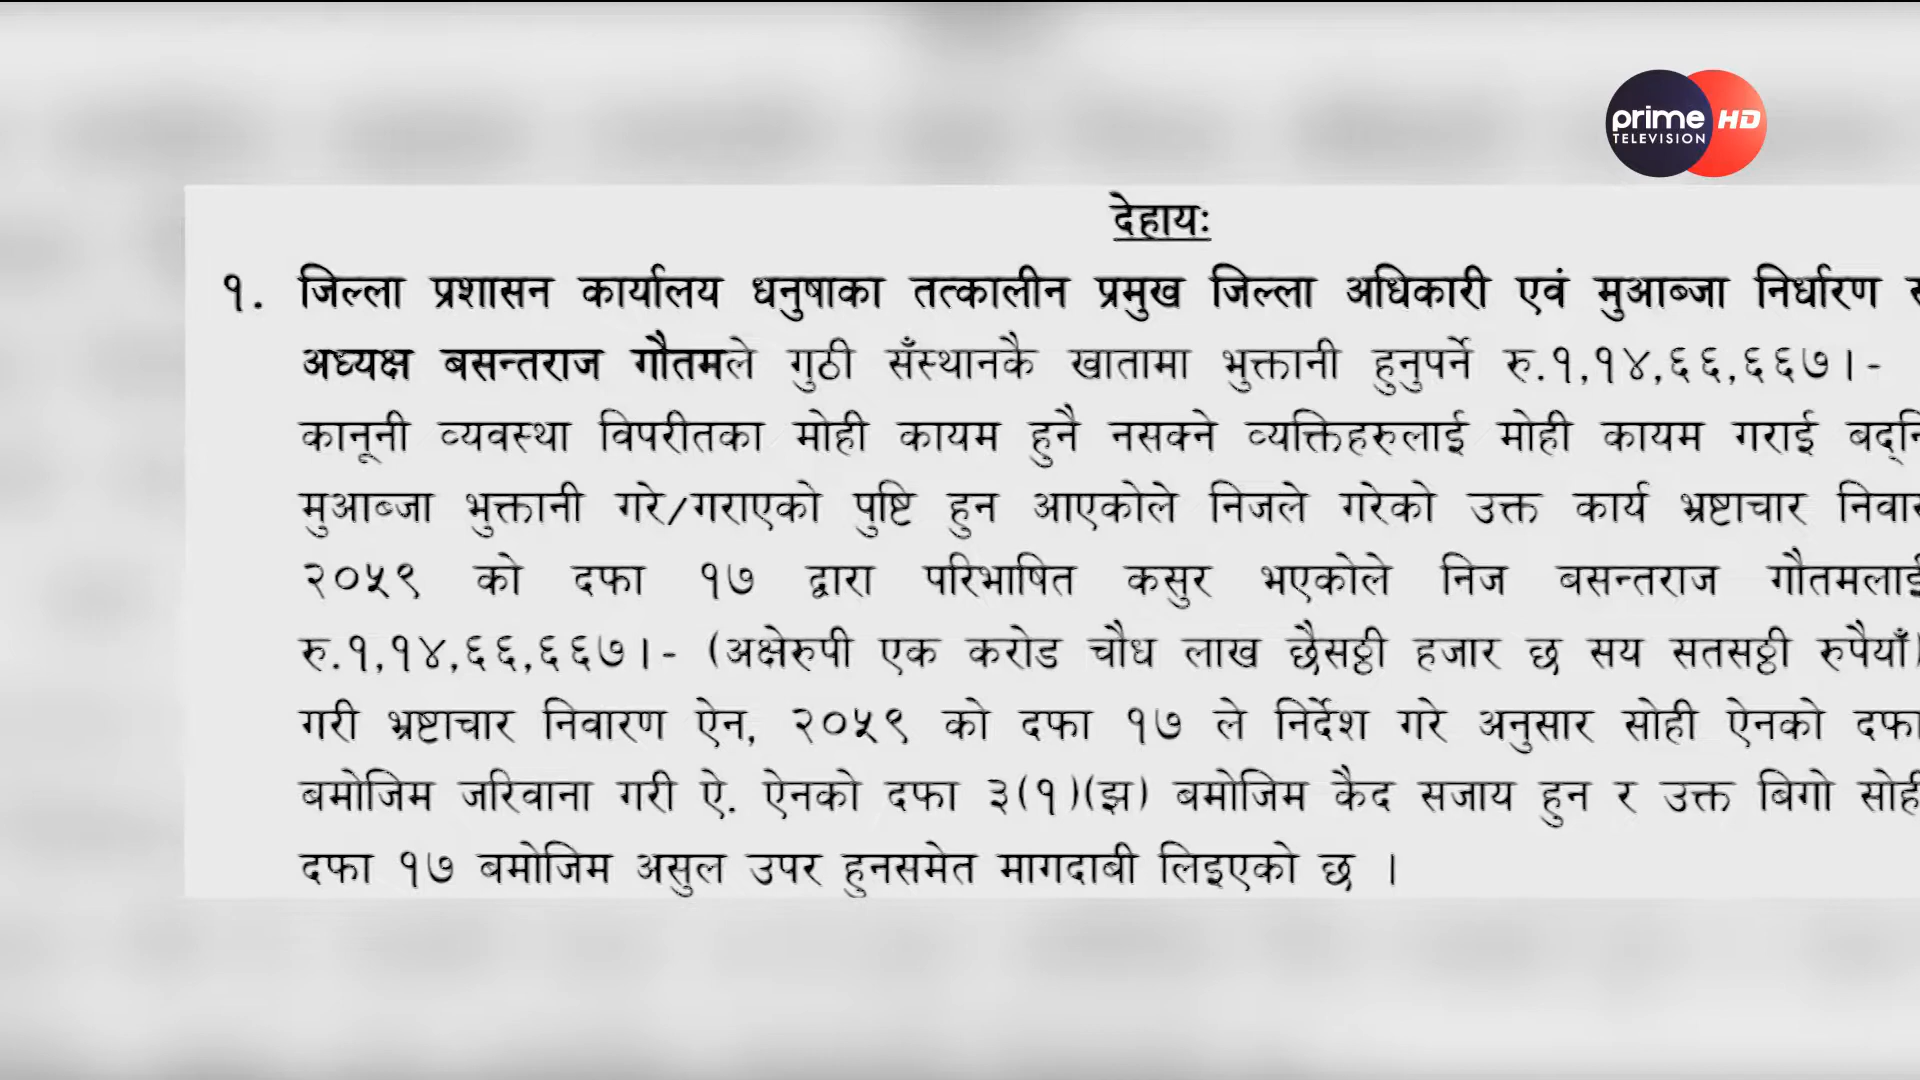 prime HD
TELEVISION
देहायः
१. जिल्ला प्रशासन कार्यालय धनुषाका तत्कालीन प्रमुख जिल्ला अधिकारी एवं मुआब्जा निर्धारण
अध्यक्ष बसन्तराज गौतमले गुठी सँस्थानकै खातामा भुक्तानी हुनुपर्ने रु.१,१४,६६,६६७।-
कानूनी व्यवस्था विपरीतका मोही कायम हुनै नसक्ने व्यक्तिहरुलाई मोही कायम गराई
मुआब्जा भुक्तानी गरे/गराएको पुष्टि हुन आएकोले निजले गरेको उक्त कार्य भ्रष्टाचार
२०५९ को दफा १७ द्वारा परिभाषित कसुर भएकोले निज बसन्तराज गौतमलाई
रु.१,१४,६६,६६७।- (अक्षेरुपी एक करोड चौध लाख छैसठ्ठी हजार छ सय सतसठ्ठी रुपैयाँ)
गरी भ्रष्टाचार निवारण ऐन, २०५९ को दफा १७ ले निर्देश गरे अनुसार सोही ऐनको दफा
बमोजिम जरिवाना गरी ऐ. ऐनको दफा ३(१)(झ) बमोजिम कैद सजाय हुन र उक्त बिगो सोही
दफा १७ बमोजिम असुल उपर हुनसमेत मागदाबी लिइएको छ ।